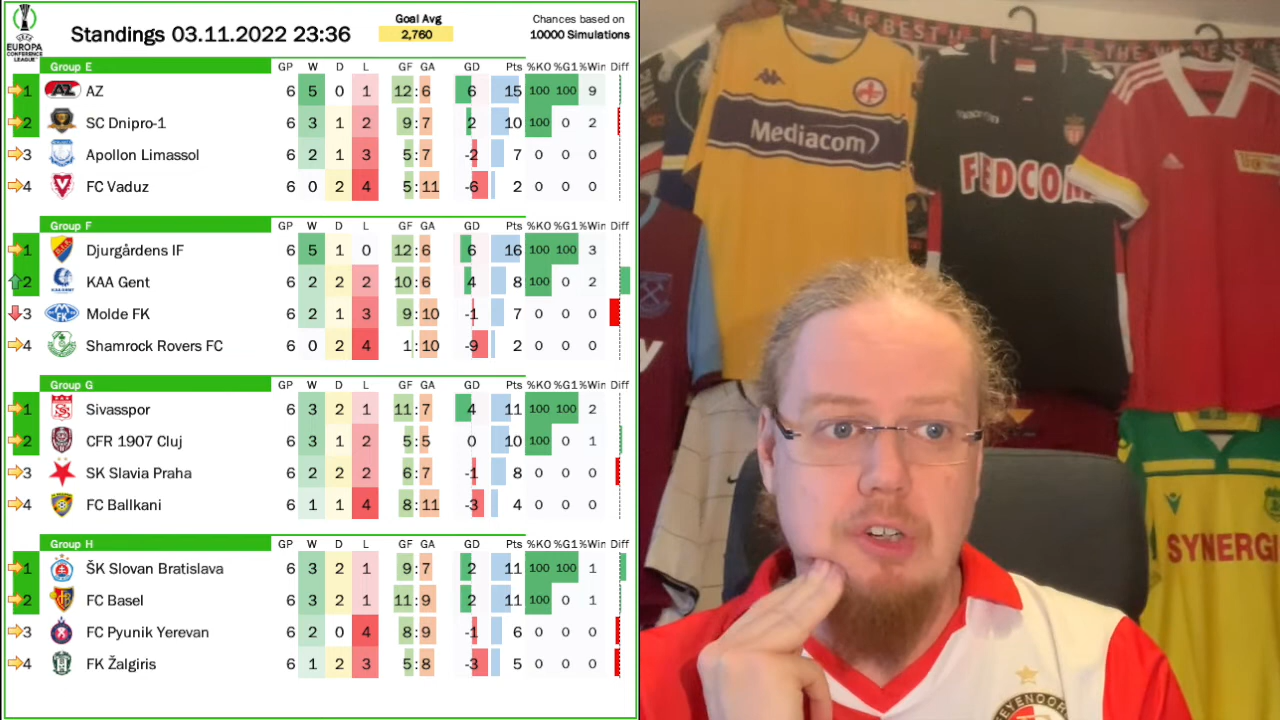 Goal Avg
Chances based on
Standings 03.11.2022 23:36
2,760
10000 Simulations
UEFA
EUROPA
CONFERENCE
LEAGUE
Group E GP W D L GF GA GD Pts %KO %G1 %Win Diff
1 AZ AZ 6 5 0 1 12 : 6 6 15 100 100 9
2 SC Dnipro-1 6 3 1 2 9 : 7 2 10 100 0 2
3 Apollon Limassol 6 2 1 3 5 : 7 -2 7 0 0 0
4 FC Vaduz 6 0 2 4 5 : 11 -6 2 0 0 0
Group F GP W D L GF GA GD Pts %KO %G1 %Win Diff
1 Djurgårdens IF 6 5 1 0 12 : 6 6 16 100 100 3
2 KAA Gent 6 2 2 2 10 : 6 4 8 100 0 2
3 Molde FK 6 2 1 3 9 : 10 -1 7 0 0 0
4 Shamrock Rovers FC 6 0 2 4 1 : 10 -9 2 0 0 0
Group G GP W D L GF GA GD Pts %KO %G1 %Win Diff
1 Sivasspor 6 3 2 1 11 : 7 4 11 100 100 2
2 CFR 1907 Cluj 6 3 1 2 5 : 5 0 10 100 0 1
3 SK Slavia Praha 6 2 2 2 6 : 7 -1 8 0 0 0
4 FC Ballkani 6 1 1 4 8 : 11 -3 4 0 0 0
Group H GP W D L GF GA GD Pts %KO %G1 %Win Diff
1 ŠK Slovan Bratislava 6 3 2 1 9 : 7 2 11 100 100 1
2 FC Basel 6 3 2 1 11 : 9 2 11 100 0 1
3 FC Pyunik Yerevan 6 2 0 4 8 : 9 -1 6 0 0 0
4 FK Žalgiris 6 1 2 3 5 : 8 -3 5 0 0 0
THE WINNERS
Mediacom
FEDCOM
SYNERGI
FEYENOORD